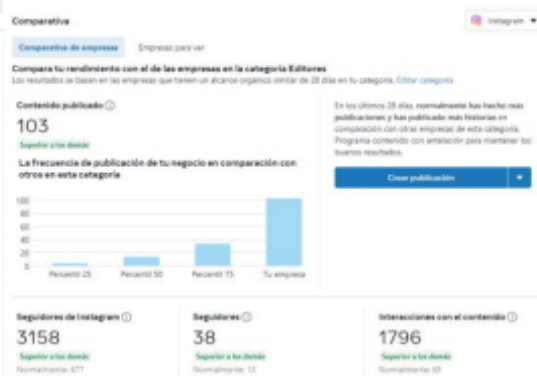 Comparativa
Instagram
Comparativa de empresas
Empresas para ver
Compara tu rendimiento con el de las empresas en la categoría Editores
Los resultados se basan en las empresas que tienen un alcance orgánico similar de 28 días en tu categoría. Editar categoría
Contenido publicado
103
Superior a los demás
La frecuencia de publicación de tu negocio en comparación con
otros en esta categoría
100
80
60
40
20
0
Percentil 25
Percentil 50
Percentil 75
Tu empresa
En los últimos 28 días, normalmente has hecho más
publicaciones y has publicado más historias en
comparación con otras empresas de esta categoría.
Programa contenido con antelación para mantener los
buenos resultados.
Crear publicación
Seguidores de Instagram
3158
Superior a los demás
Normalmente: 877
Seguidores
38
Superior a los demás
Normalmente: 13
Interacciones con el contenido
1796
Superior a los demás
Normalmente: 69